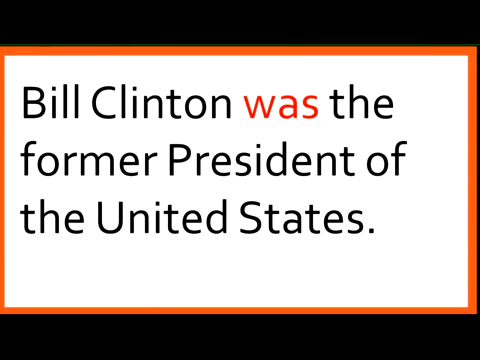 Bill Clinton was the
former President of
the United States.